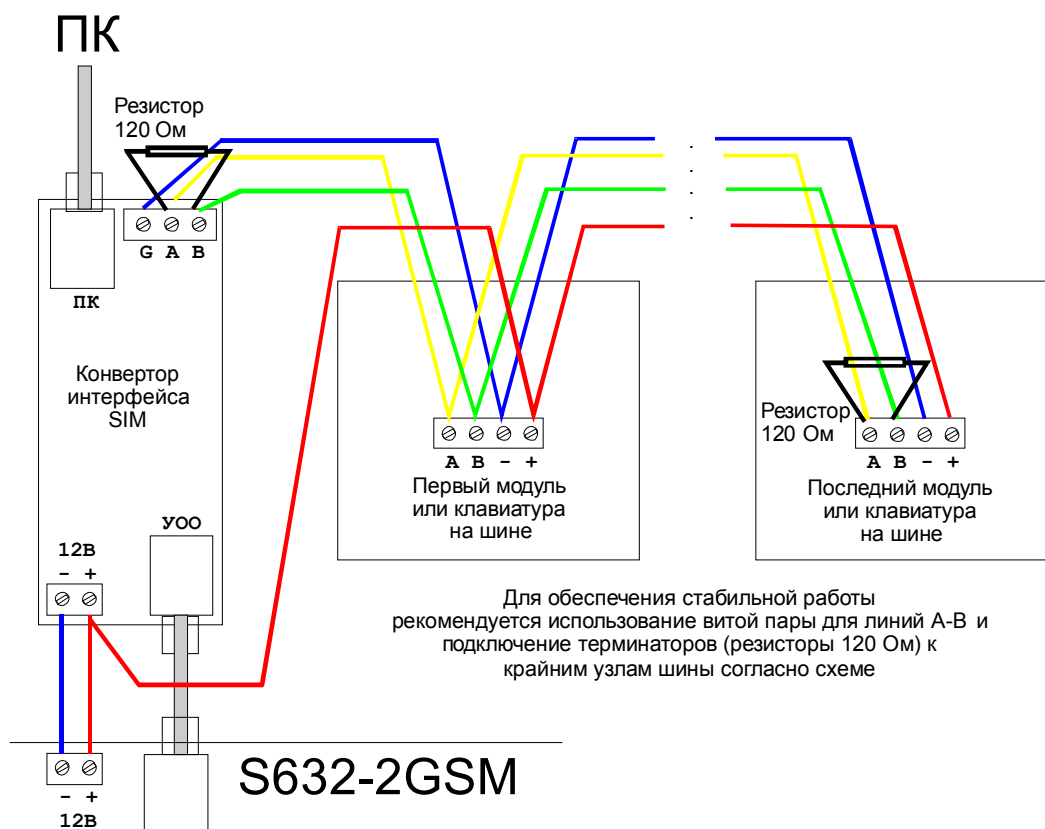 ПК
Резистор
120 Ом
G A B
ПК
Конвертор
интерфейса
SIM
УОО
12В
- +
A B - +
Первый модуль
или клавиатура
на шине
Резистор
120 Ом
A B - +
Последний модуль
или клавиатура
на шине
Для обеспечения стабильной работы
рекомендуется использование витой пары для линий А-В и
подключение терминаторов (резисторы 120 Ом) к
крайним узлам шины согласно схеме
S632-2GSM
- +
12В